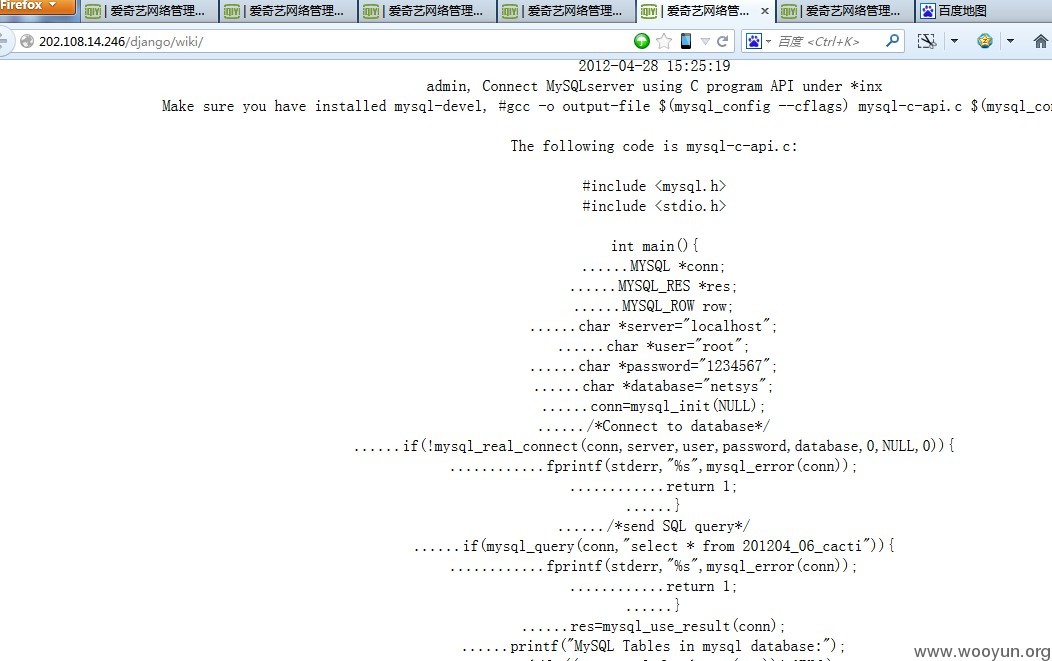 Firefox
QIYI | 爱奇艺网络管理... QIYI | 爱奇艺网络管理... QIYI | 爱奇艺网络管理... QIYI | 爱奇艺网络管理... QIYI | 爱奇艺网络管... × QIYI | 爱奇艺网络管理... 百度地图
202.108.14.246/django/wiki/ 百度 <Ctrl+K>
2012-04-28 15:25:19
admin, Connect MySQLserver using C program API under *inx
Make sure you have installed mysql-devel, #gcc -o output-file $(mysql_config --cflags) mysql-c-api.c $(mysql_co
The following code is mysql-c-api.c:
#include <mysql.h>
#include <stdio.h>
int main(){
......MYSQL *conn;
......MYSQL_RES *res;
......MYSQL_ROW row;
......char *server="localhost";
......char *user="root";
......char *password="1234567";
......char *database="netsys";
......conn=mysql_init(NULL);
....../*Connect to database*/
......if(!mysql_real_connect(conn,server,user,password,database,0,NULL,0)){
............fprintf(stderr,"%s",mysql_error(conn));
............return 1;
......}
....../*send SQL query*/
......if(mysql_query(conn,"select * from 201204_06_cacti")){
............fprintf(stderr,"%s",mysql_error(conn));
............return 1;
......}
......res=mysql_use_result(conn);
......printf("MySQL Tables in mysql database:");
www.wooyun.org